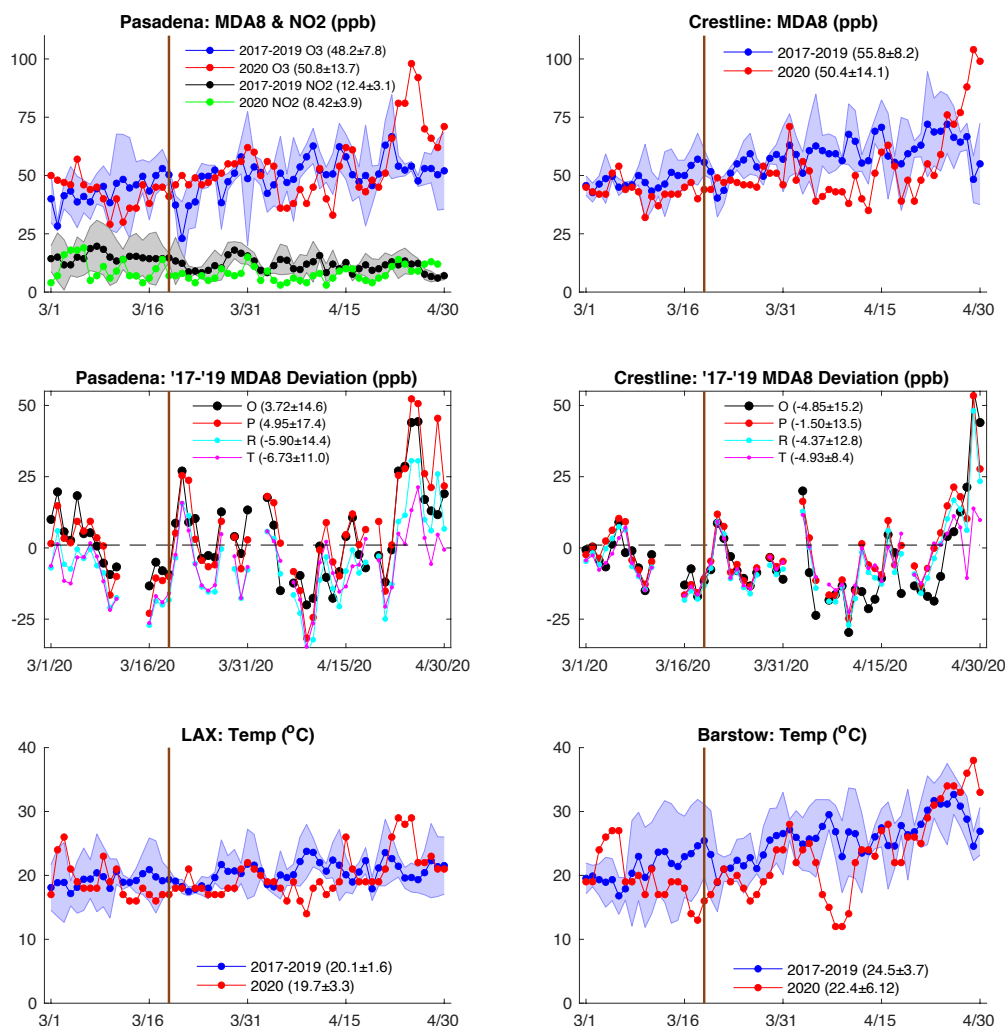 Pasadena: MDA8 & NO2 (ppb)
100
75
50
25
0
2017-2019 O3 (48.2±7.8)
2020 O3 (50.8±13.7)
2017-2019 NO2 (12.4±3.1)
2020 NO2 (8.42±3.9)
3/1 3/16 3/31 4/15 4/30
Crestline: MDA8 (ppb)
100
75
50
25
0
2017-2019 (55.8±8.2)
2020 (50.4±14.1)
3/1 3/16 3/31 4/15 4/30
Pasadena: '17-'19 MDA8 Deviation (ppb)
50
25
0
-25
O (3.72±14.6)
P (4.95±17.4)
R (-5.90±14.4)
T (-6.73±11.0)
3/1/20 3/16/20 3/31/20 4/15/20 4/30/20
Crestline: '17-'19 MDA8 Deviation (ppb)
50
25
0
-25
O (-4.85±15.2)
P (-1.50±13.5)
R (-4.37±12.8)
T (-4.93±8.4)
3/1/20 3/16/20 3/31/20 4/15/20 4/30/20
LAX: Temp (°C)
40
30
20
10
0
2017-2019 (20.1±1.6)
2020 (19.7±3.3)
3/1 3/16 3/31 4/15 4/30
Barstow: Temp (°C)
40
30
20
10
0
2017-2019 (24.5±3.7)
2020 (22.4±6.12)
3/1 3/16 3/31 4/15 4/30